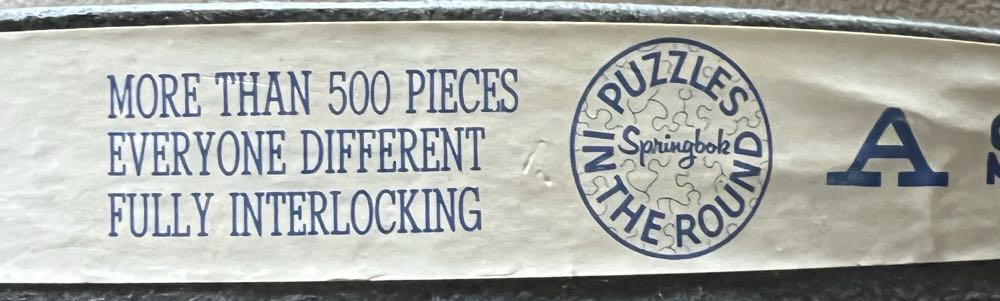 MORE THAN 500 PIECES
EVERYONE DIFFERENT
FULLY INTERLOCKING
PUZZLES
IN THE ROUND
Springbok
A